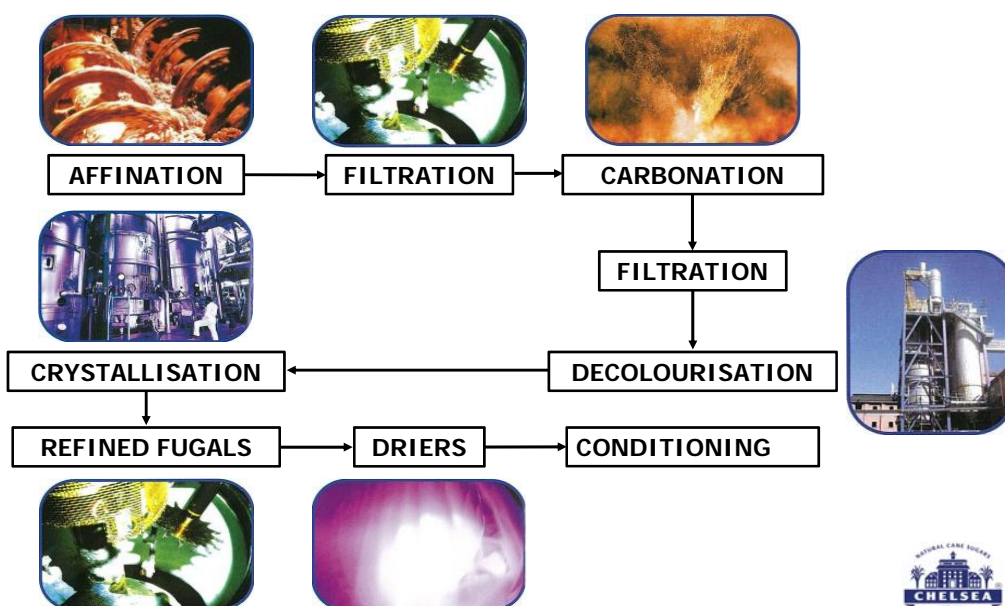 AFFINATION
FILTRATION
CARBONATION
FILTRATION
DECOLOURISATION
CRYSTALLISATION
REFINED FUGALS
DRIERS
CONDITIONING
NATURAL CANE SUGARS
CHELSEA